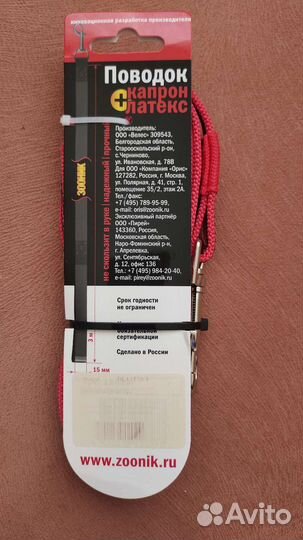 инновационная разработка производителя
Поводок
+капрон
латекс
ZOONIK
не скользит в руке | надежный | прочный
Производитель:
ООО «Велес» 309543,
Белгородская область,
Старооскольский р-он,
с.Черниково,
ул. Ивановская, д. 78В
Для ООО «Компания «Орис»
127282, Россия, г. Москва,
ул. Полярная, д. 41, стр. 1,
помещение 35/2, этаж 2А.
Тел./факс:
+7 (495) 789-95-99,
e-mail: oris@zoonik.ru
Эксклюзивный партнёр
ООО «Пирей»
143360, Россия,
Московская область,
Наро-Фоминский р-н,
г. Апрелевка,
ул. Сентябрьская,
д. 12, офис 136
Тел.: +7 (495) 984-20-40,
e-mail: pirey@zoonik.ru
Срок годности
не ограничен
обязательной
сертификации
Сделано в России
3 м
15 мм
www.zoonik.ru
Avito